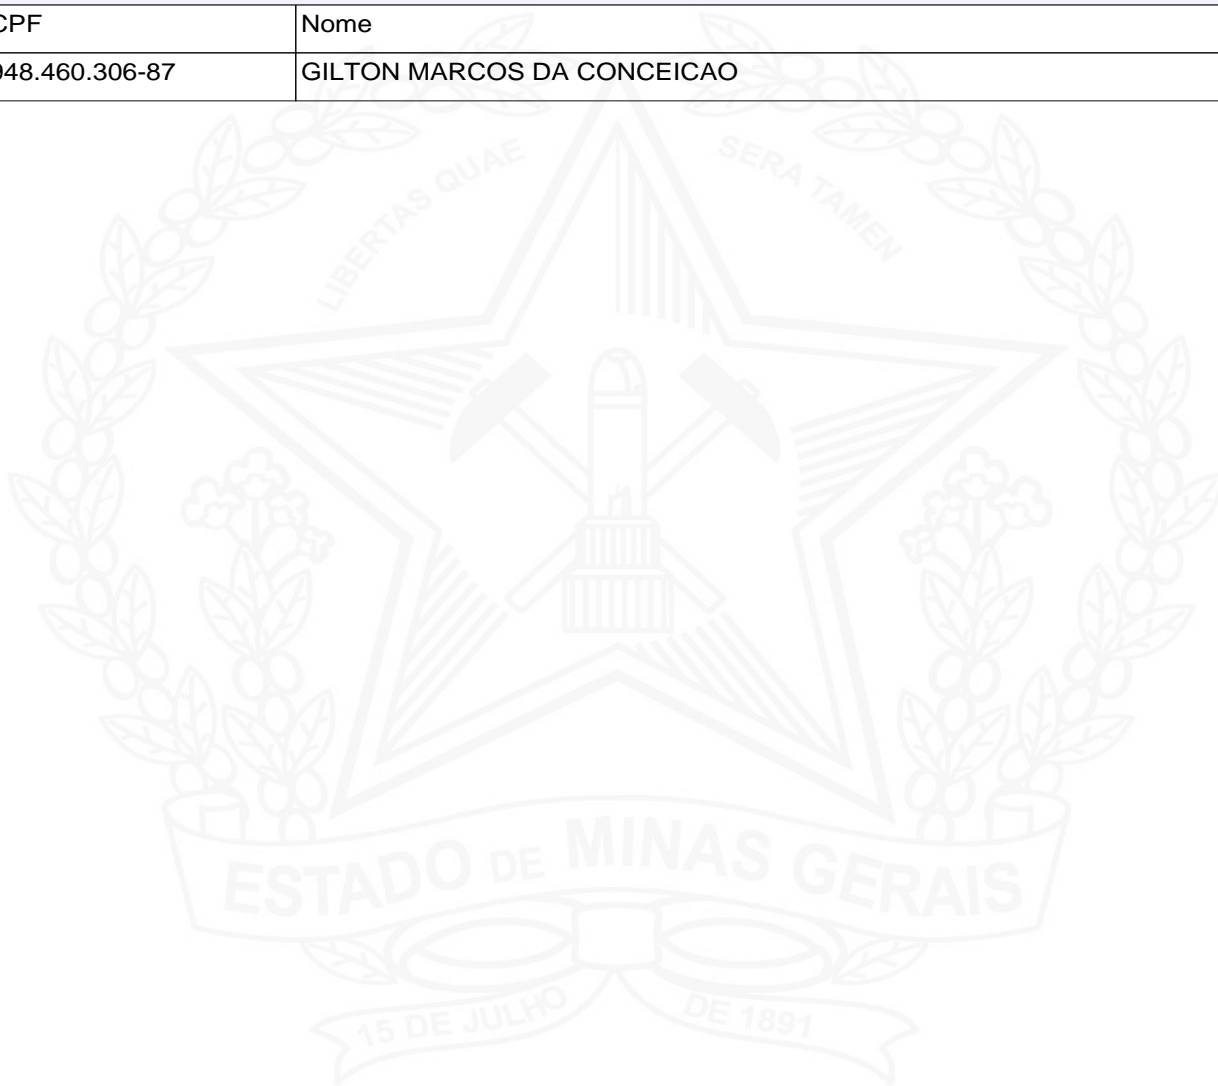 CPF Nome
948.460.306-87 GILTON MARCOS DA CONCEICAO
LIBERTAS QUAE SERA TAMEN
ESTADO DE MINAS GERAIS
15 DE JULHO DE 1891